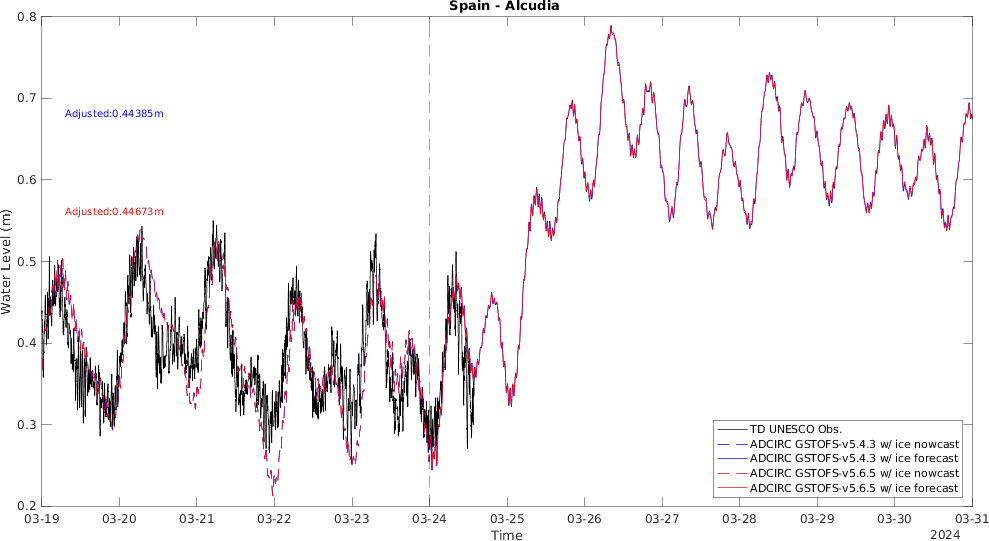 Spain - Alcudia
0.8
0.7
0.6
0.5
0.4
0.3
0.2
Water Level (m)
Adjusted:0.44385m
Adjusted:0.44673m
TD UNESCO Obs.
ADCIRC GSTOFS-v5.4.3 w/ ice nowcast
ADCIRC GSTOFS-v5.4.3 w/ ice forecast
ADCIRC GSTOFS-v5.6.5 w/ ice nowcast
ADCIRC GSTOFS-v5.6.5 w/ ice forecast
03-19 03-20 03-21 03-22 03-23 03-24 03-25 03-26 03-27 03-28 03-29 03-30 03-31
Time
2024